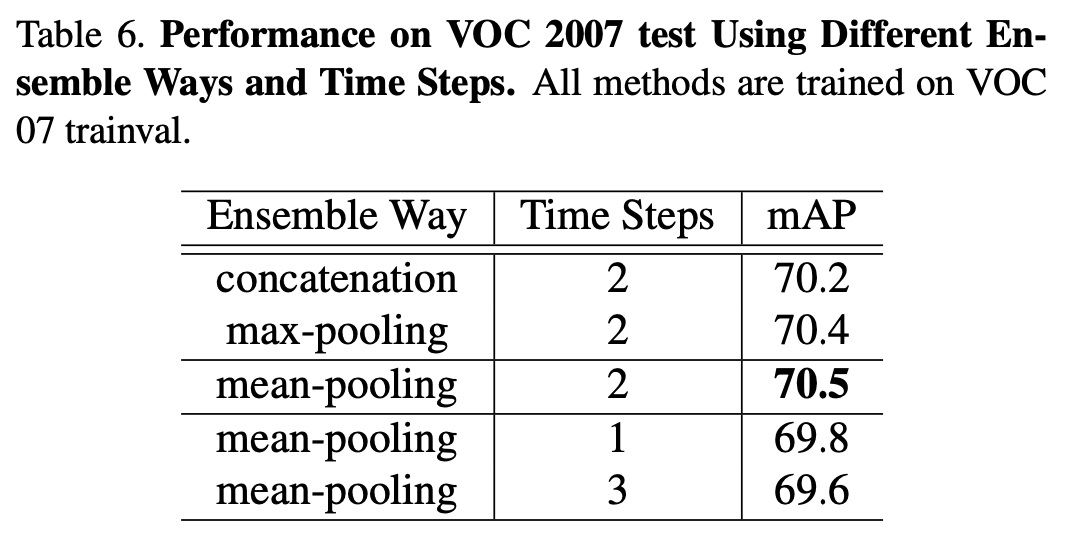 Table 6. Performance on VOC 2007 test Using Different En-
semble Ways and Time Steps. All methods are trained on VOC
07 trainval.
Ensemble Way Time Steps mAP
concatenation 2 70.2
max-pooling 2 70.4
mean-pooling 2 70.5
mean-pooling 1 69.8
mean-pooling 3 69.6